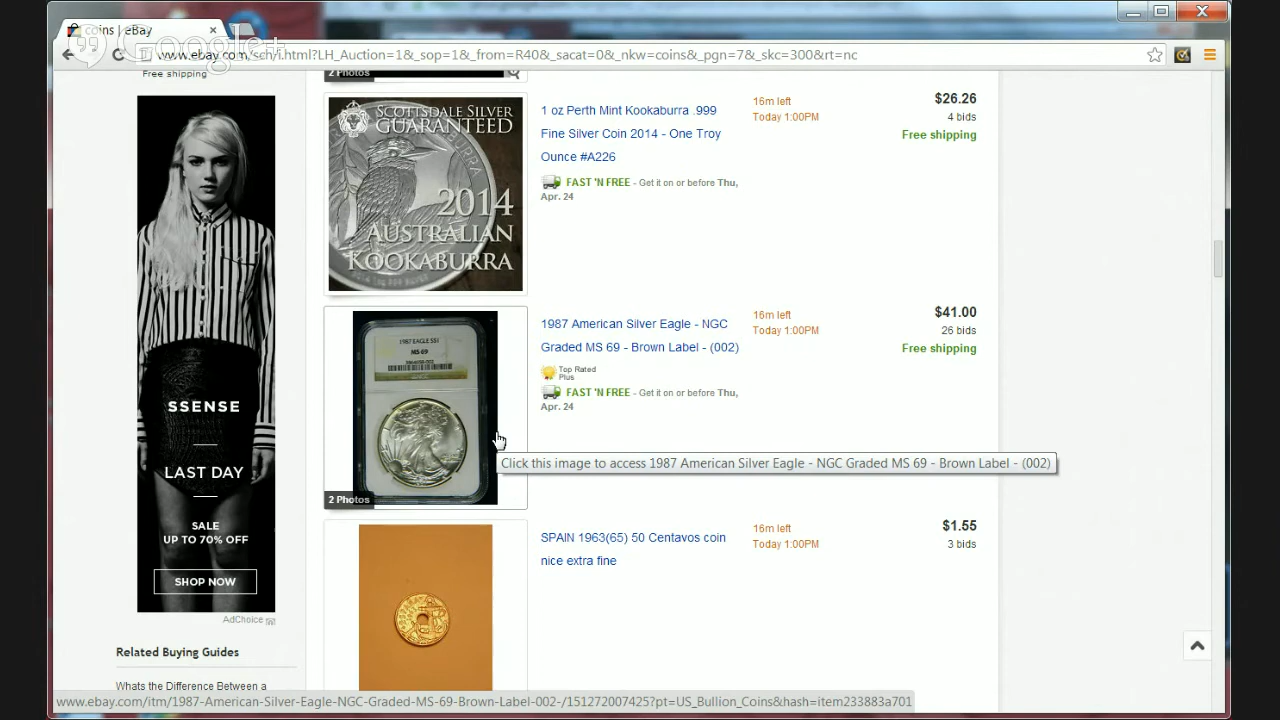 coins | eBay
Google+
www.ebay.com/sch/i.html?LH_Auction=1&_sop=1&_from=R40&_sacat=0&_nkw=coins&_pgn=7&_skc=300&rt=nc
Free shipping
2 Photos
SCOTTSDALE SILVER
GUARANTEED
2014
AUSTRALIAN
KOOKABURRA
1 oz Perth Mint Kookaburra .999
Fine Silver Coin 2014 - One Troy
Ounce #A226
FAST 'N FREE - Get it on or before Thu,
Apr. 24
16m left
Today 1:00PM
$26.26
4 bids
Free shipping
1987 EAGLE S$1
MS 69
2 Photos
1987 American Silver Eagle - NGC
Graded MS 69 - Brown Label - (002)
Top Rated
Plus
FAST 'N FREE - Get it on or before Thu,
Apr. 24
16m left
Today 1:00PM
$41.00
26 bids
Free shipping
Click this image to access 1987 American Silver Eagle - NGC Graded MS 69 - Brown Label - (002)
SPAIN 1963(65) 50 Centavos coin
nice extra fine
16m left
Today 1:00PM
$1.55
3 bids
SSENSE
LAST DAY
SALE
UP TO 70% OFF
SHOP NOW
AdChoice
Related Buying Guides
Whats the Difference Between a
www.ebay.com/itm/1987-American-Silver-Eagle-NGC-Graded-MS-69-Brown-Label-002-/151272007425?pt=US_Bullion_Coins&hash=item233883a701